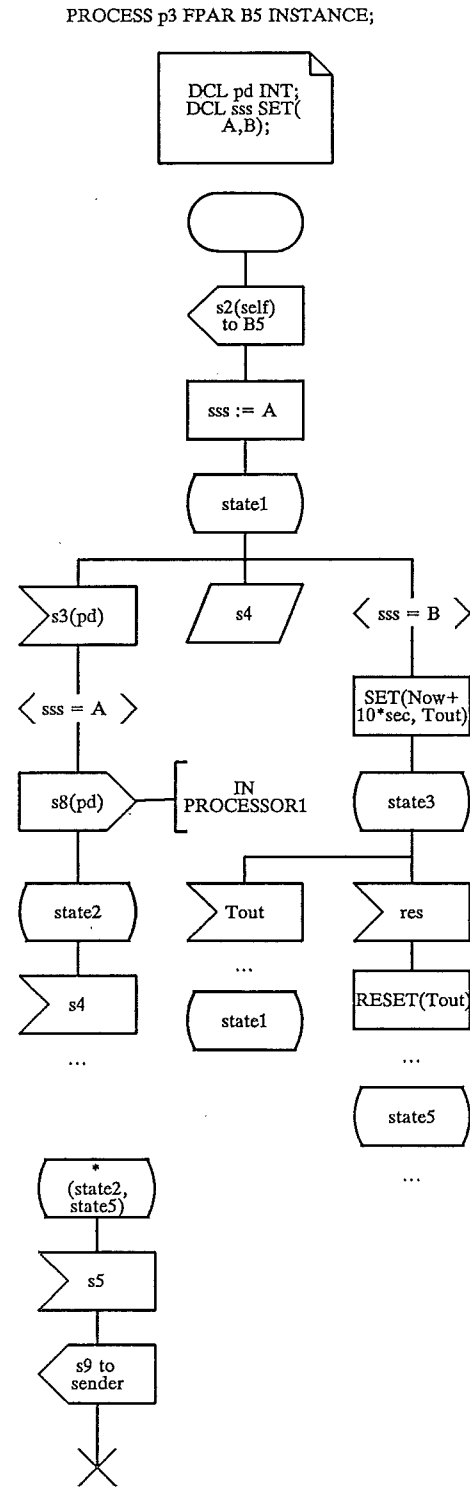 PROCESS p3 FPAR B5 INSTANCE;
DCL pd INT;
DCL sss SET(
A,B);
s2(self)
to B5
sss := A
state1
s3(pd)
s4
sss = B
sss = A
SET(Now+
10*sec, Tout)
s8(pd)
IN
PROCESSOR1
state3
state2
Tout
res
s4
...
state1
RESET(Tout)
...
...
state5
...
*
(state2,
state5)
s5
s9 to
sender